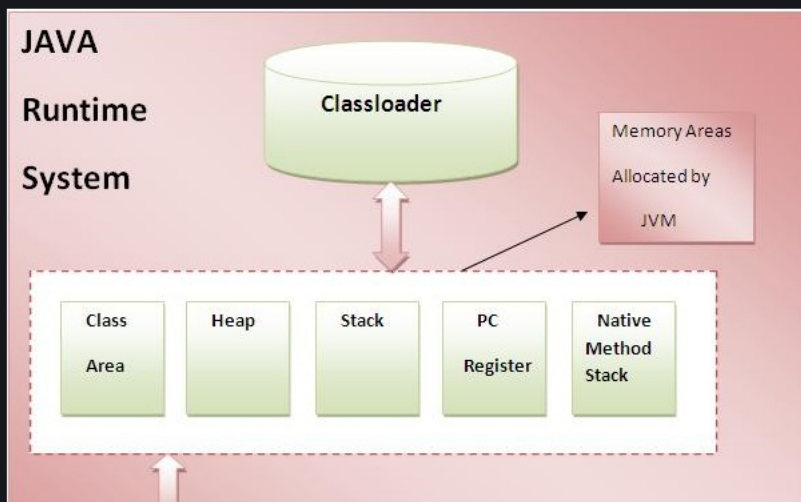 JAVA
Runtime
System
Classloader
Memory Areas
Allocated by
JVM
Class
Area
Heap
Stack
PC
Register
Native
Method
Stack